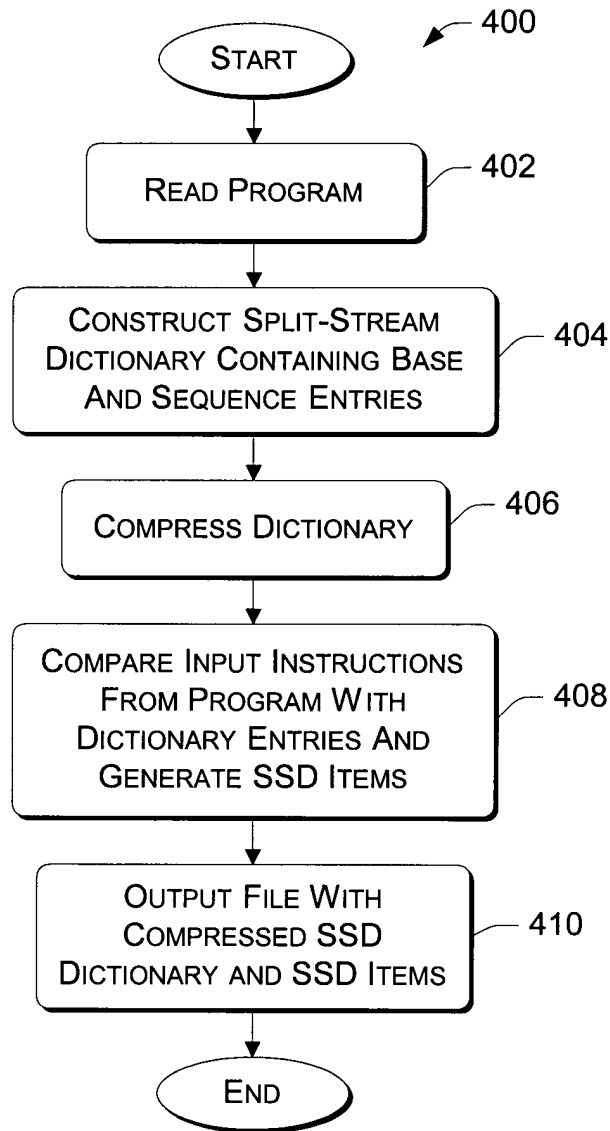 400
START
READ PROGRAM
402
CONSTRUCT SPLIT-STREAM
DICTIONARY CONTAINING BASE
AND SEQUENCE ENTRIES
404
COMPRESS DICTIONARY
406
COMPARE INPUT INSTRUCTIONS
FROM PROGRAM WITH
DICTIONARY ENTRIES AND
GENERATE SSD ITEMS
408
OUTPUT FILE WITH
COMPRESSED SSD
DICTIONARY AND SSD ITEMS
410
END